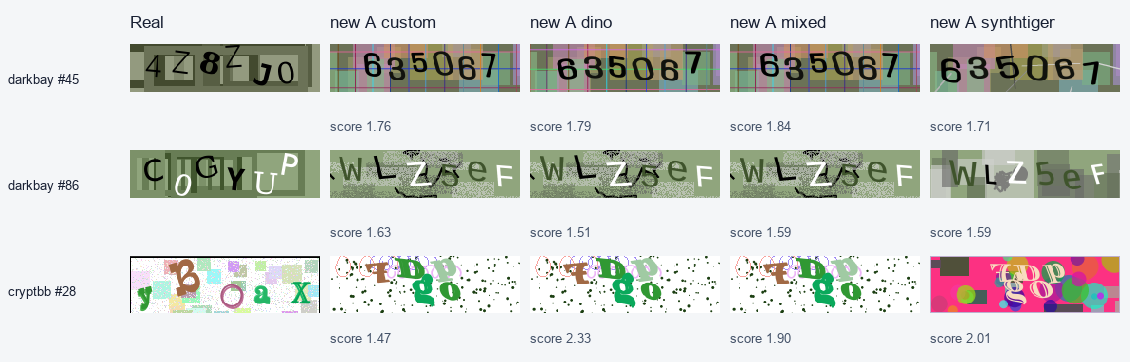 Real new A custom new A dino new A mixed new A synthtiger
darkbay #45 4Z8ZJ0 635067 635067 635067 635067
score 1.76 score 1.79 score 1.84 score 1.71
darkbay #86 C0GYUP WLZ5eF WLZ5eF WLZ5eF WLZ5eF
score 1.63 score 1.51 score 1.59 score 1.59
cryptbb #28 yBOaX
score 1.47 score 2.33 score 1.90 score 2.01